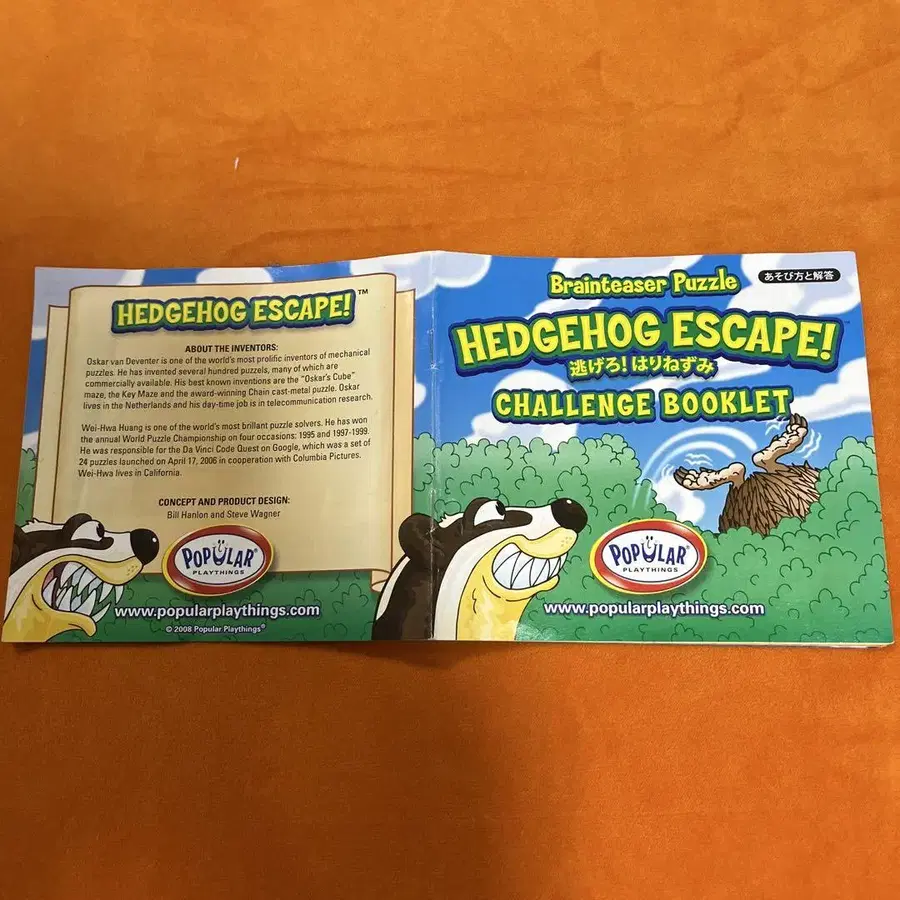 HEDGEHOG ESCAPE!™
ABOUT THE INVENTORS:
Oskar van Deventer is one of the world's most prolific inventors of mechanical
puzzles. He has invented several hundred puzzels, many of which are
commercially available. His best known inventions are the "Oskar's Cube"
maze, the Key Maze and the award-winning Chain cast-metal puzzle. Oskar
lives in the Netherlands and his day-time job is in telecommunication research.
Wei-Hwa Huang is one of the world's most brillant puzzle solvers. He has won
the annual World Puzzle Championship on four occasions: 1995 and 1997-1999.
He was responsible for the Da Vinci Code Quest on Google, which was a set of
24 puzzles launched on April 17, 2006 in cooperation with Columbia Pictures.
Wei-Hwa lives in California.
CONCEPT AND PRODUCT DESIGN:
Bill Hanlon and Steve Wagner
POPULAR®
PLAYTHINGS
www.popularplaythings.com
© 2008 Popular Playthings®
Brainteaser Puzzle
あそび方と解答
HEDGEHOG ESCAPE!™
逃げろ！はりねずみ
CHALLENGE BOOKLET
POPULAR®
PLAYTHINGS
www.popularplaythings.com